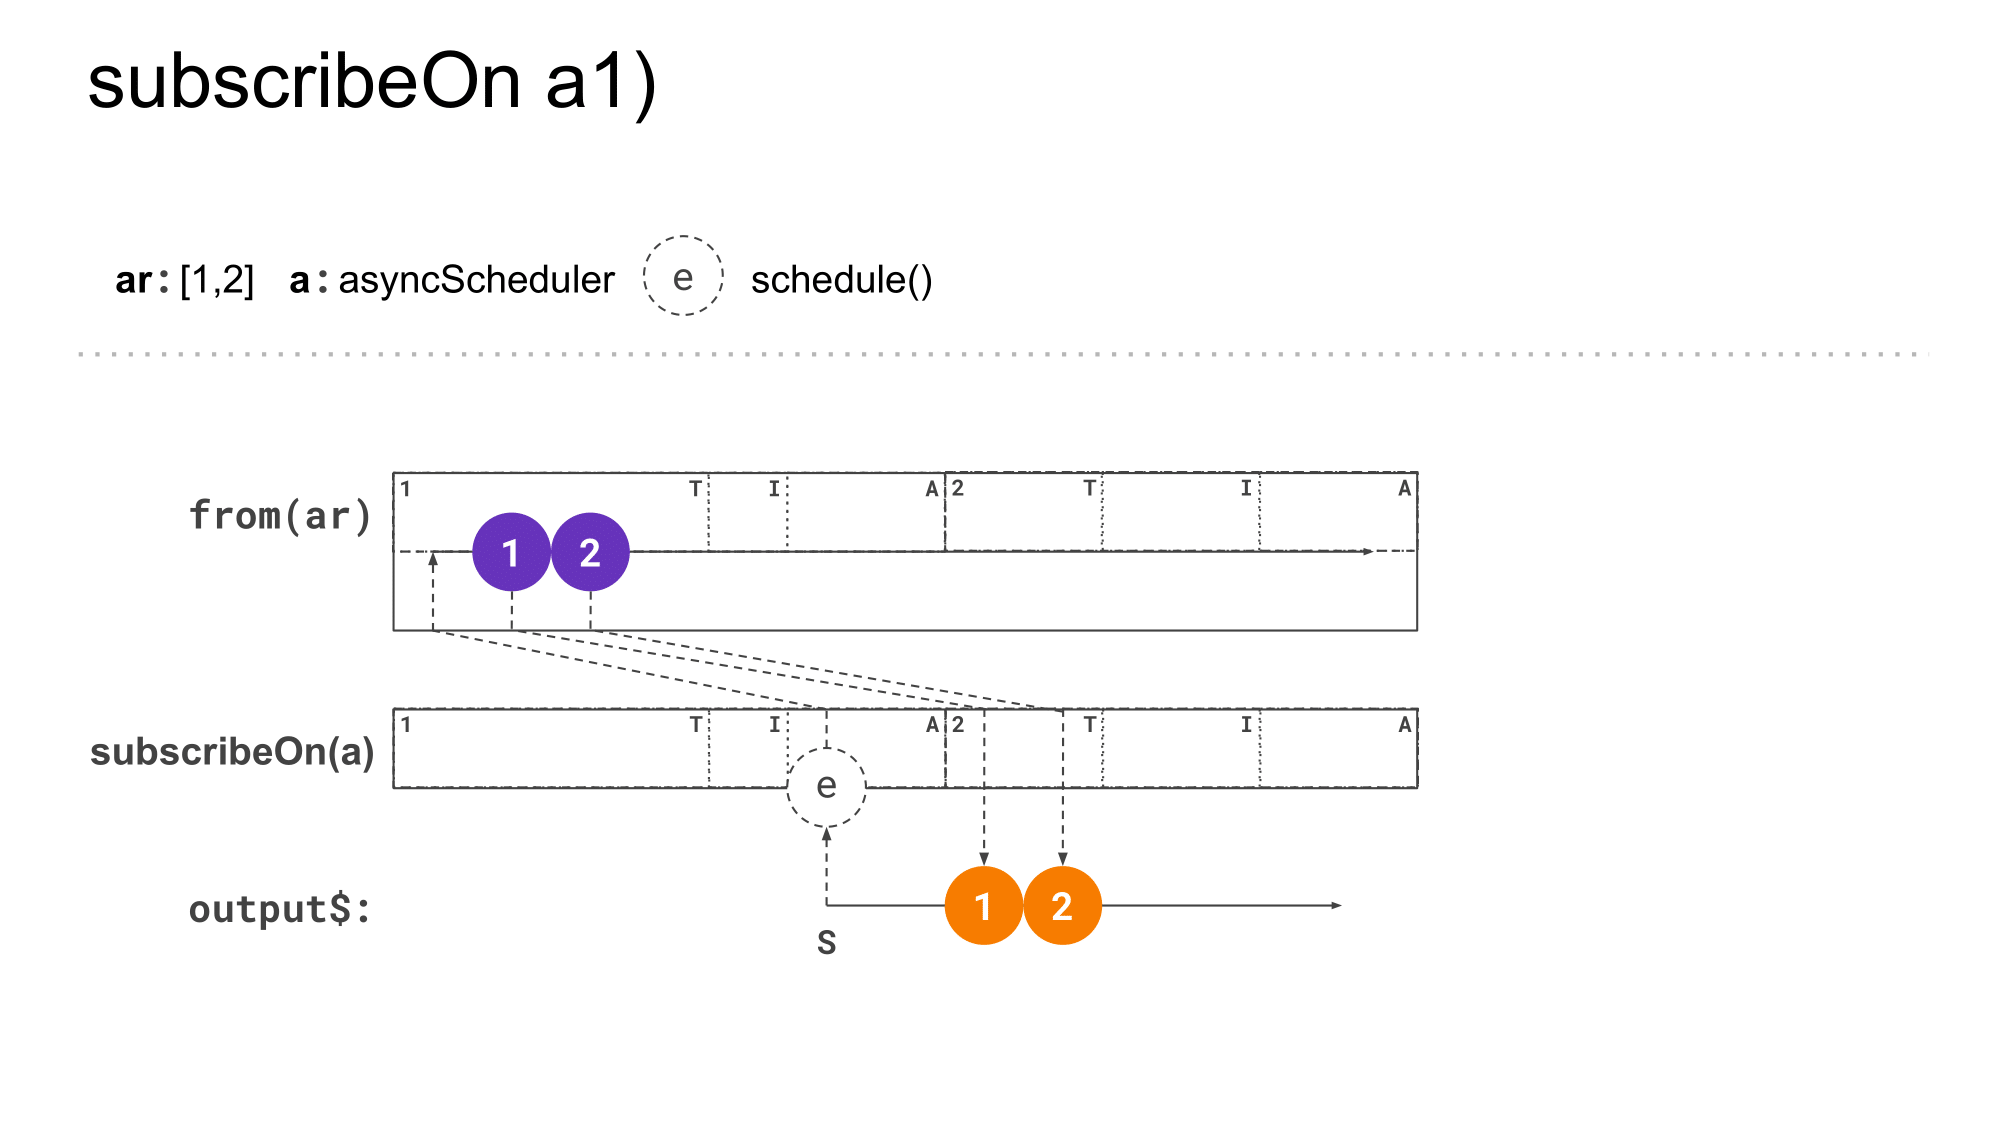 subscribeOn a1)
ar: [1,2] a: asyncScheduler e schedule()
from(ar)
1 T I A 2 T I A
1 2
subscribeOn(a)
1 T I A 2 T I A
e
output$:
1 2
S